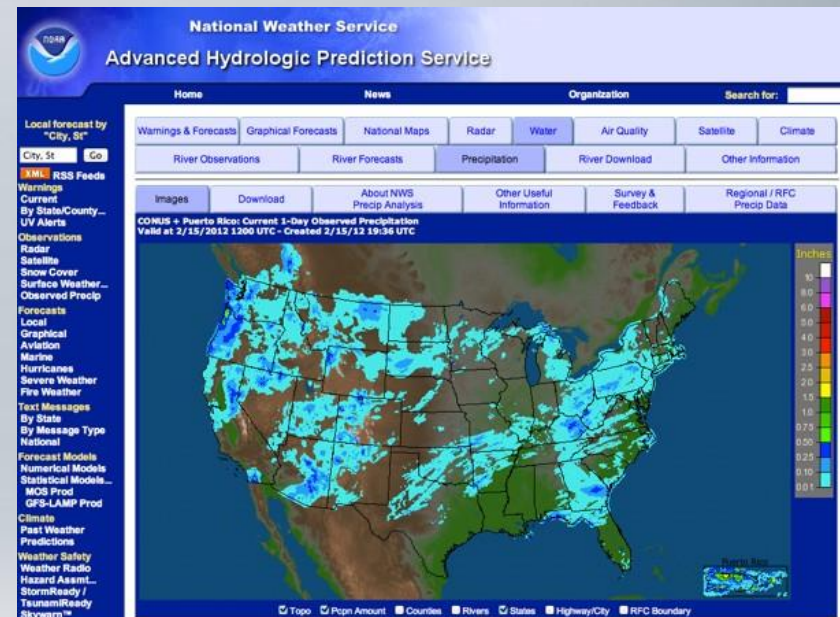 NOAA
National Weather Service
Advanced Hydrologic Prediction Service
Home News Organization Search for:
Local forecast by
"City, St"
City, St Go
XML RSS Feeds
Warnings
Current
By State/County...
UV Alerts
Observations
Radar
Satellite
Snow Cover
Surface Weather...
Observed Precip
Forecasts
Local
Graphical
Aviation
Marine
Hurricanes
Severe Weather
Fire Weather
Text Messages
By State
By Message Type
National
Forecast Models
Numerical Models
Statistical Models...
MOS Prod
GFS-LAMP Prod
Climate
Past Weather
Predictions
Weather Safety
Weather Radio
Hazard Assmt...
StormReady /
TsunamiReady
Skywarn™
Warnings & Forecasts Graphical Forecasts National Maps Radar Water Air Quality Satellite Climate
River Observations River Forecasts Precipitation River Download Other Information
Images Download About NWS Precip Analysis Other Useful Information Survey & Feedback Regional / RFC Precip Data
CONUS + Puerto Rico: Current 1-Day Observed Precipitation
Valid at 2/15/2012 1200 UTC - Created 2/15/12 19:36 UTC
Inches
10
8.0
6.0
5.0
4.0
3.0
2.5
2.0
1.5
1.0
0.75
0.50
0.25
0.10
0.01
Puerto Rico
Topo Pcpn Amount Counties Rivers States Highway/City RFC Boundary